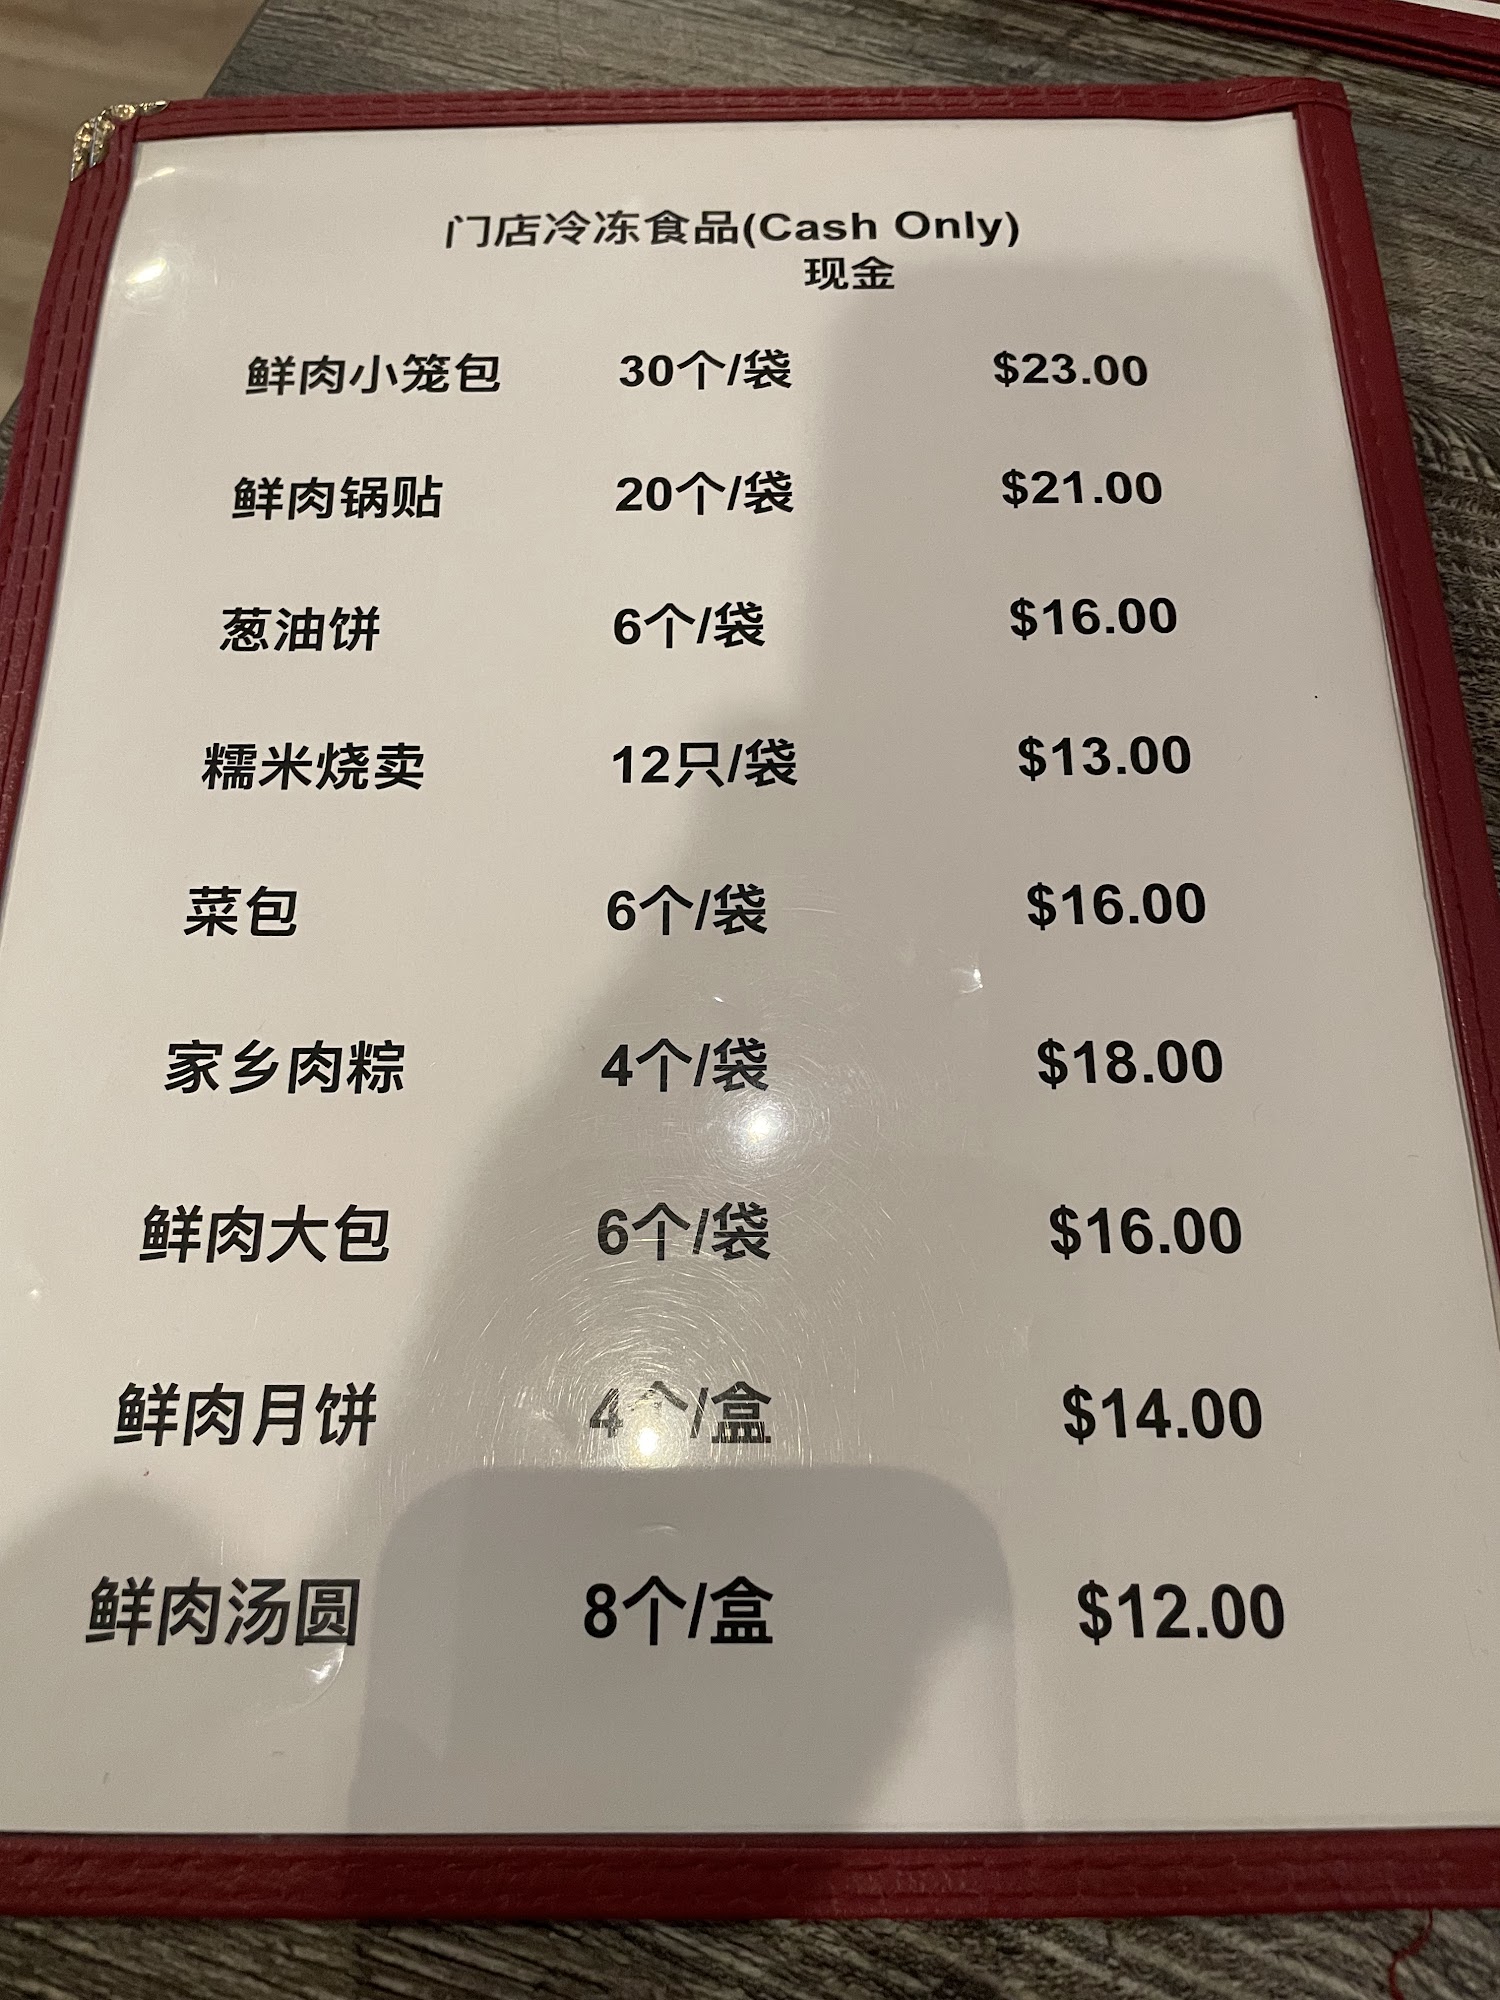 门店冷冻食品(Cash Only)
现金
鲜肉小笼包 30个/袋 $23.00
鲜肉锅贴 20个/袋 $21.00
葱油饼 6个/袋 $16.00
糯米烧卖 12只/袋 $13.00
菜包 6个/袋 $16.00
家乡肉粽 4个/袋 $18.00
鲜肉大包 6个/袋 $16.00
鲜肉月饼 4个/盒 $14.00
鲜肉汤圆 8个/盒 $12.00